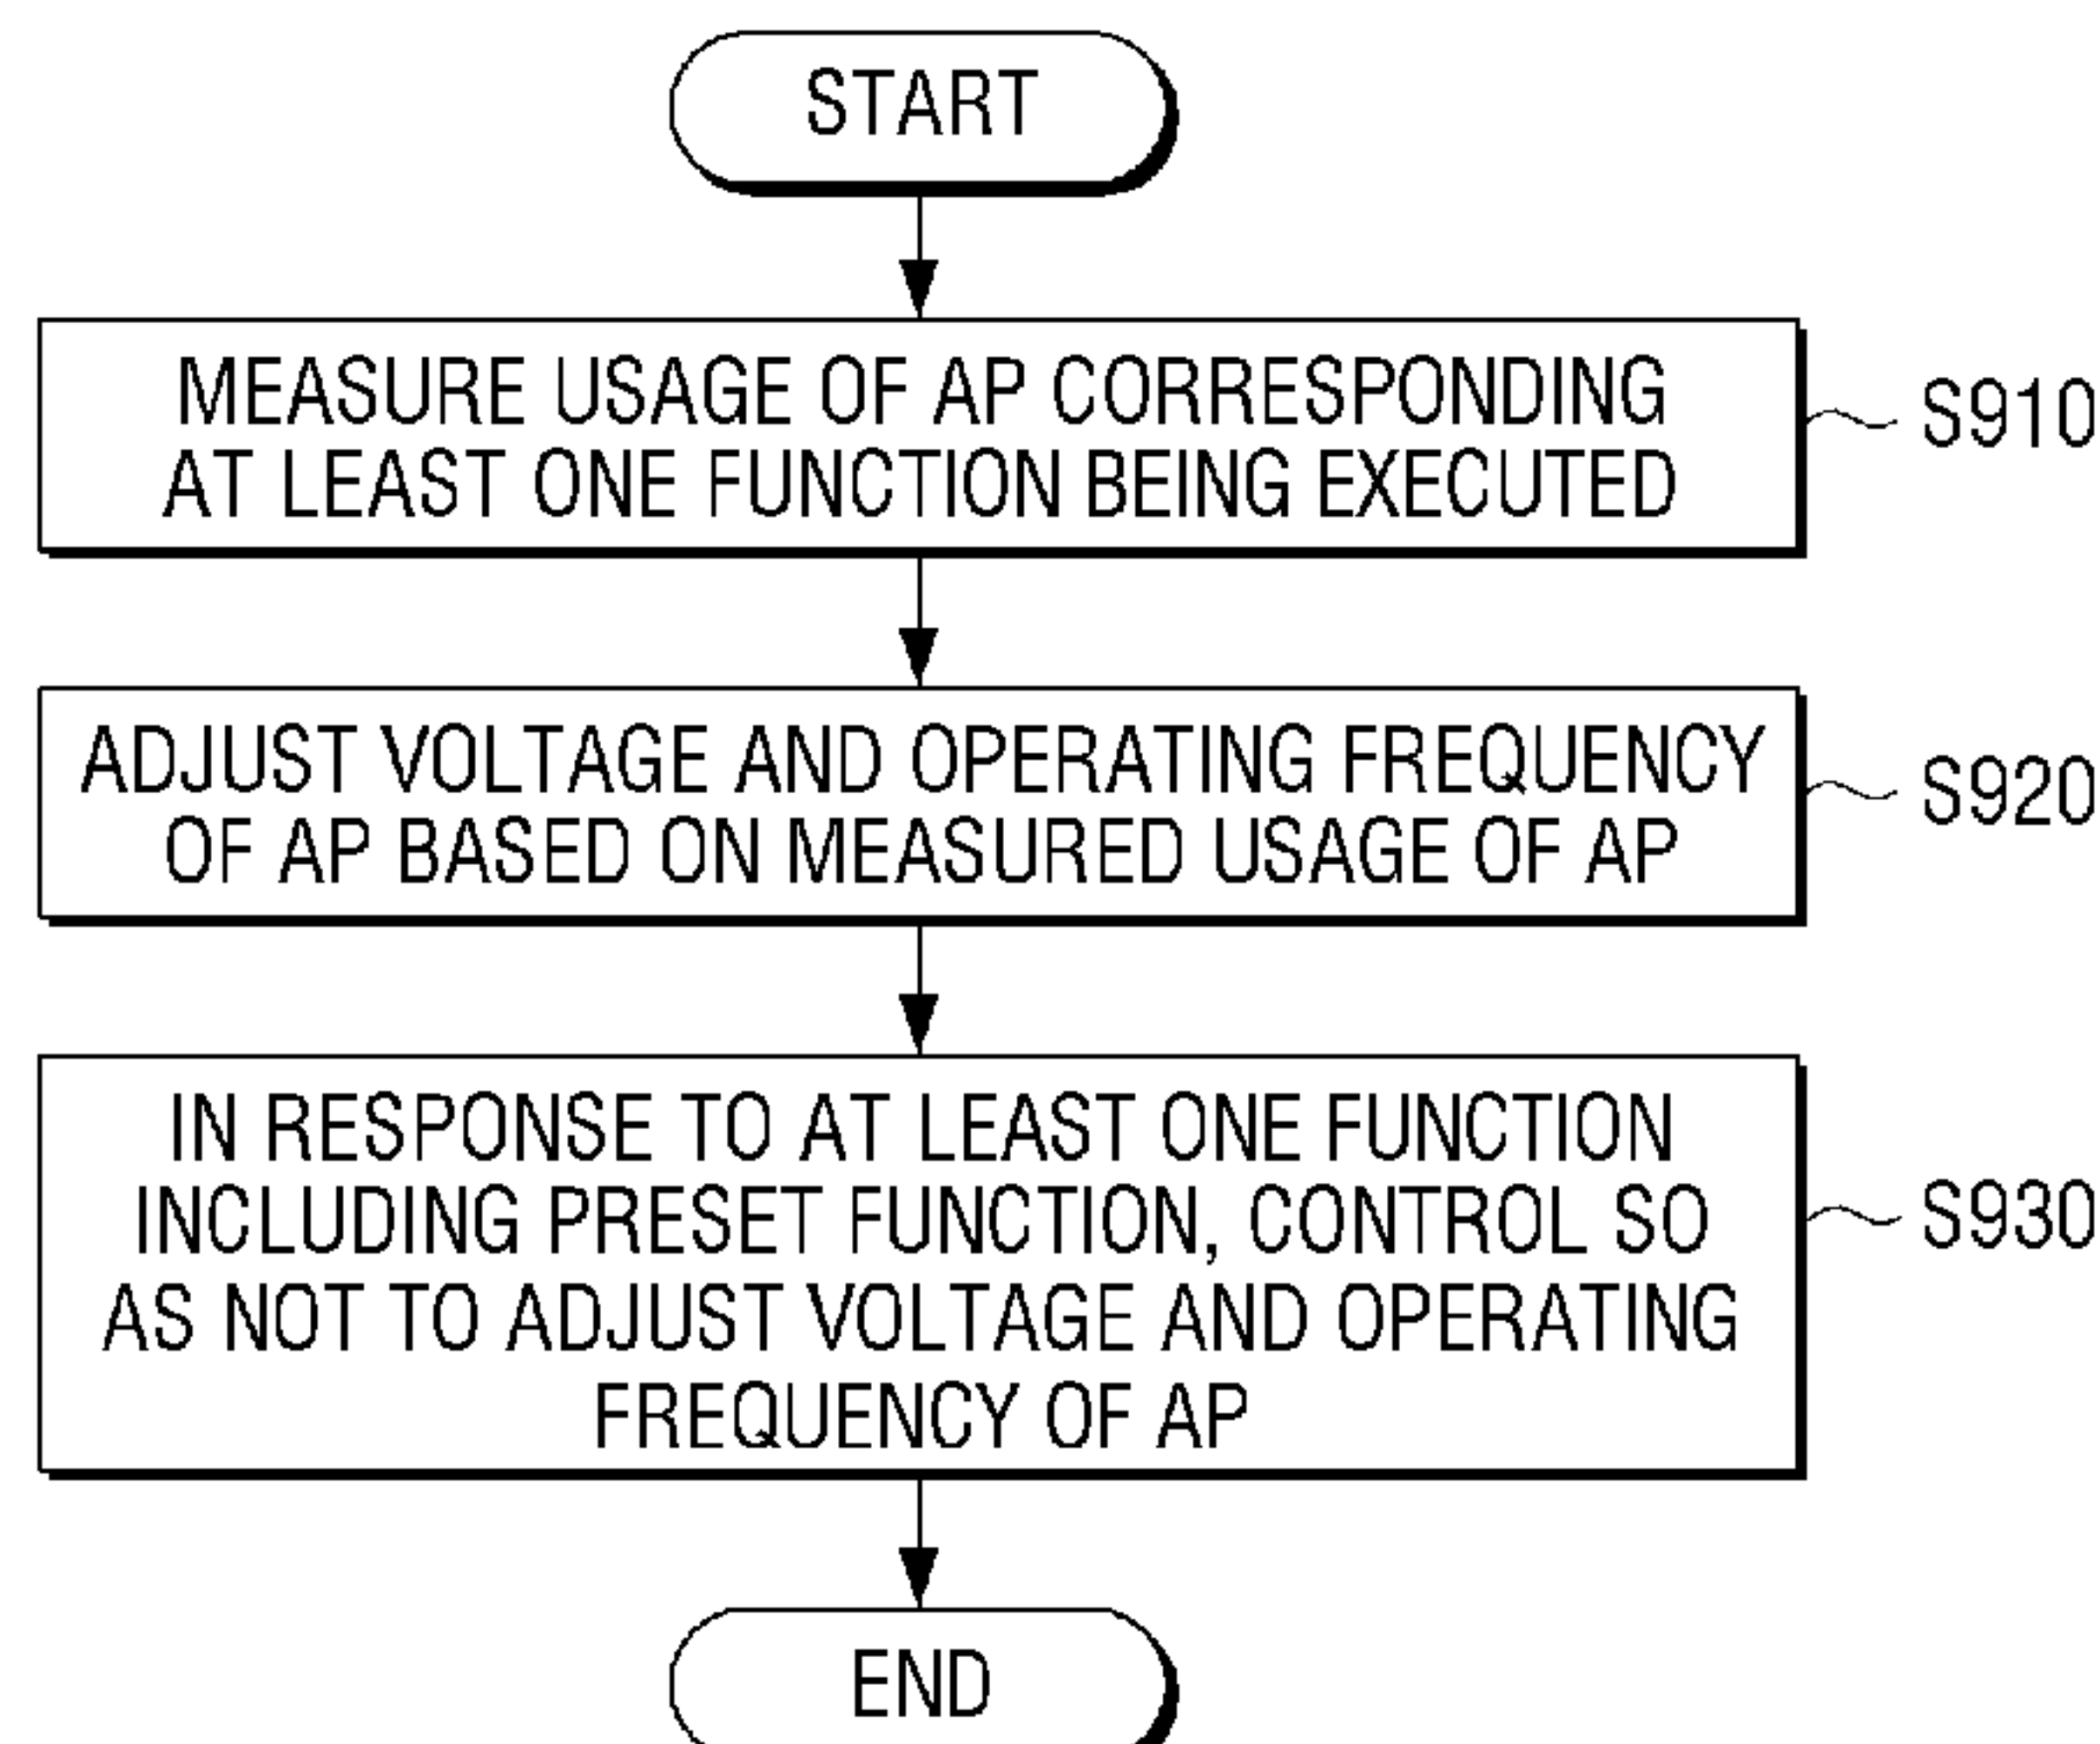 START
MEASURE USAGE OF AP CORRESPONDING
AT LEAST ONE FUNCTION BEING EXECUTED
S910
ADJUST VOLTAGE AND OPERATING FREQUENCY
OF AP BASED ON MEASURED USAGE OF AP
S920
IN RESPONSE TO AT LEAST ONE FUNCTION
INCLUDING PRESET FUNCTION, CONTROL SO
AS NOT TO ADJUST VOLTAGE AND OPERATING
FREQUENCY OF AP
S930
END